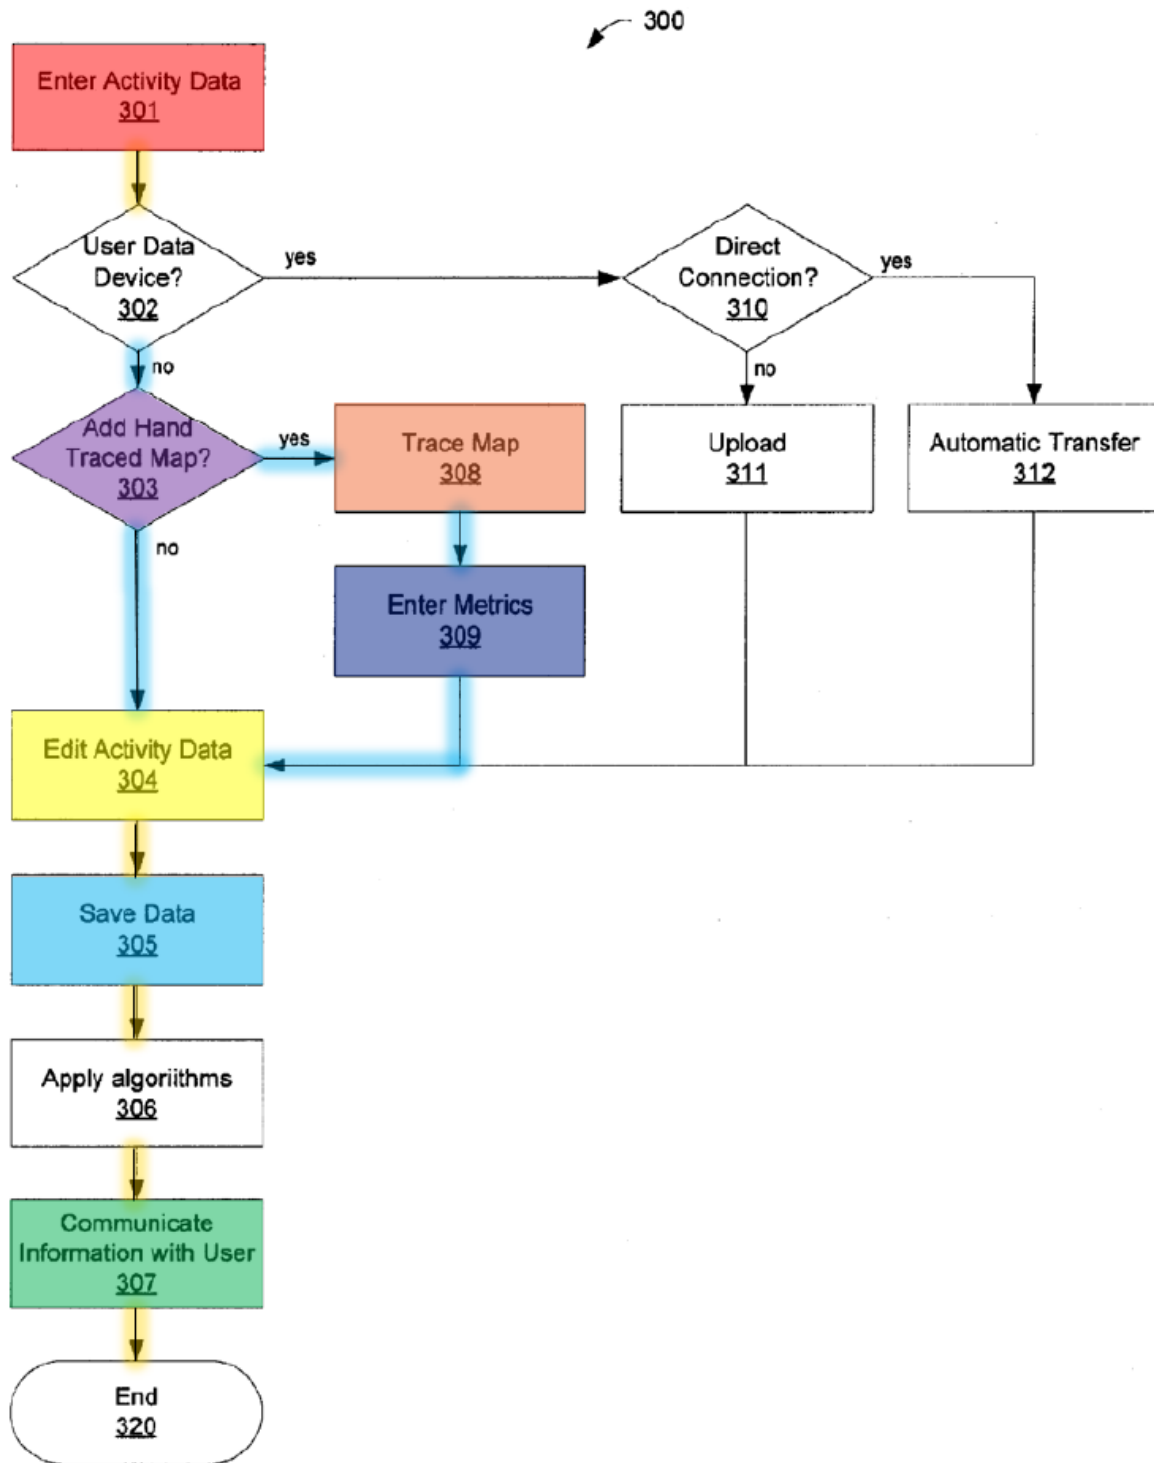 300
Enter Activity Data
301
User Data
Device?
302
yes
Direct
Connection?
310
yes
no
no
Add Hand
Traced Map?
303
yes
Trace Map
308
Upload
311
Automatic Transfer
312
no
Enter Metrics
309
Edit Activity Data
304
Save Data
305
Apply algoriithms
306
Communicate
Information with User
307
End
320